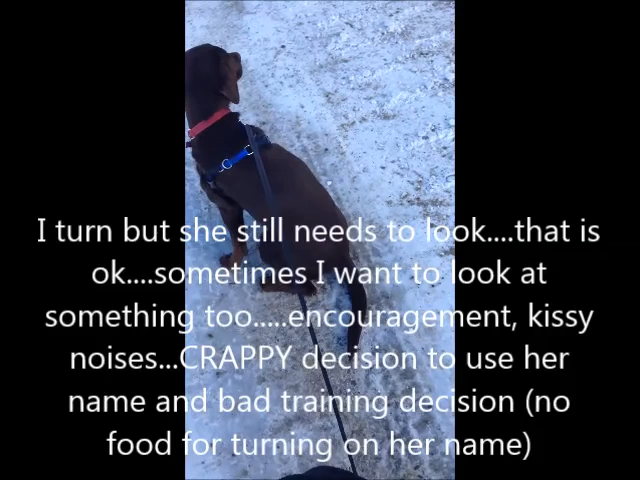 I turn but she still needs to look....that is
ok....sometimes I want to look at
something too.....encouragement, kissy
noises...CRAPPY decision to use her
name and bad training decision (no
food for turning on her name)